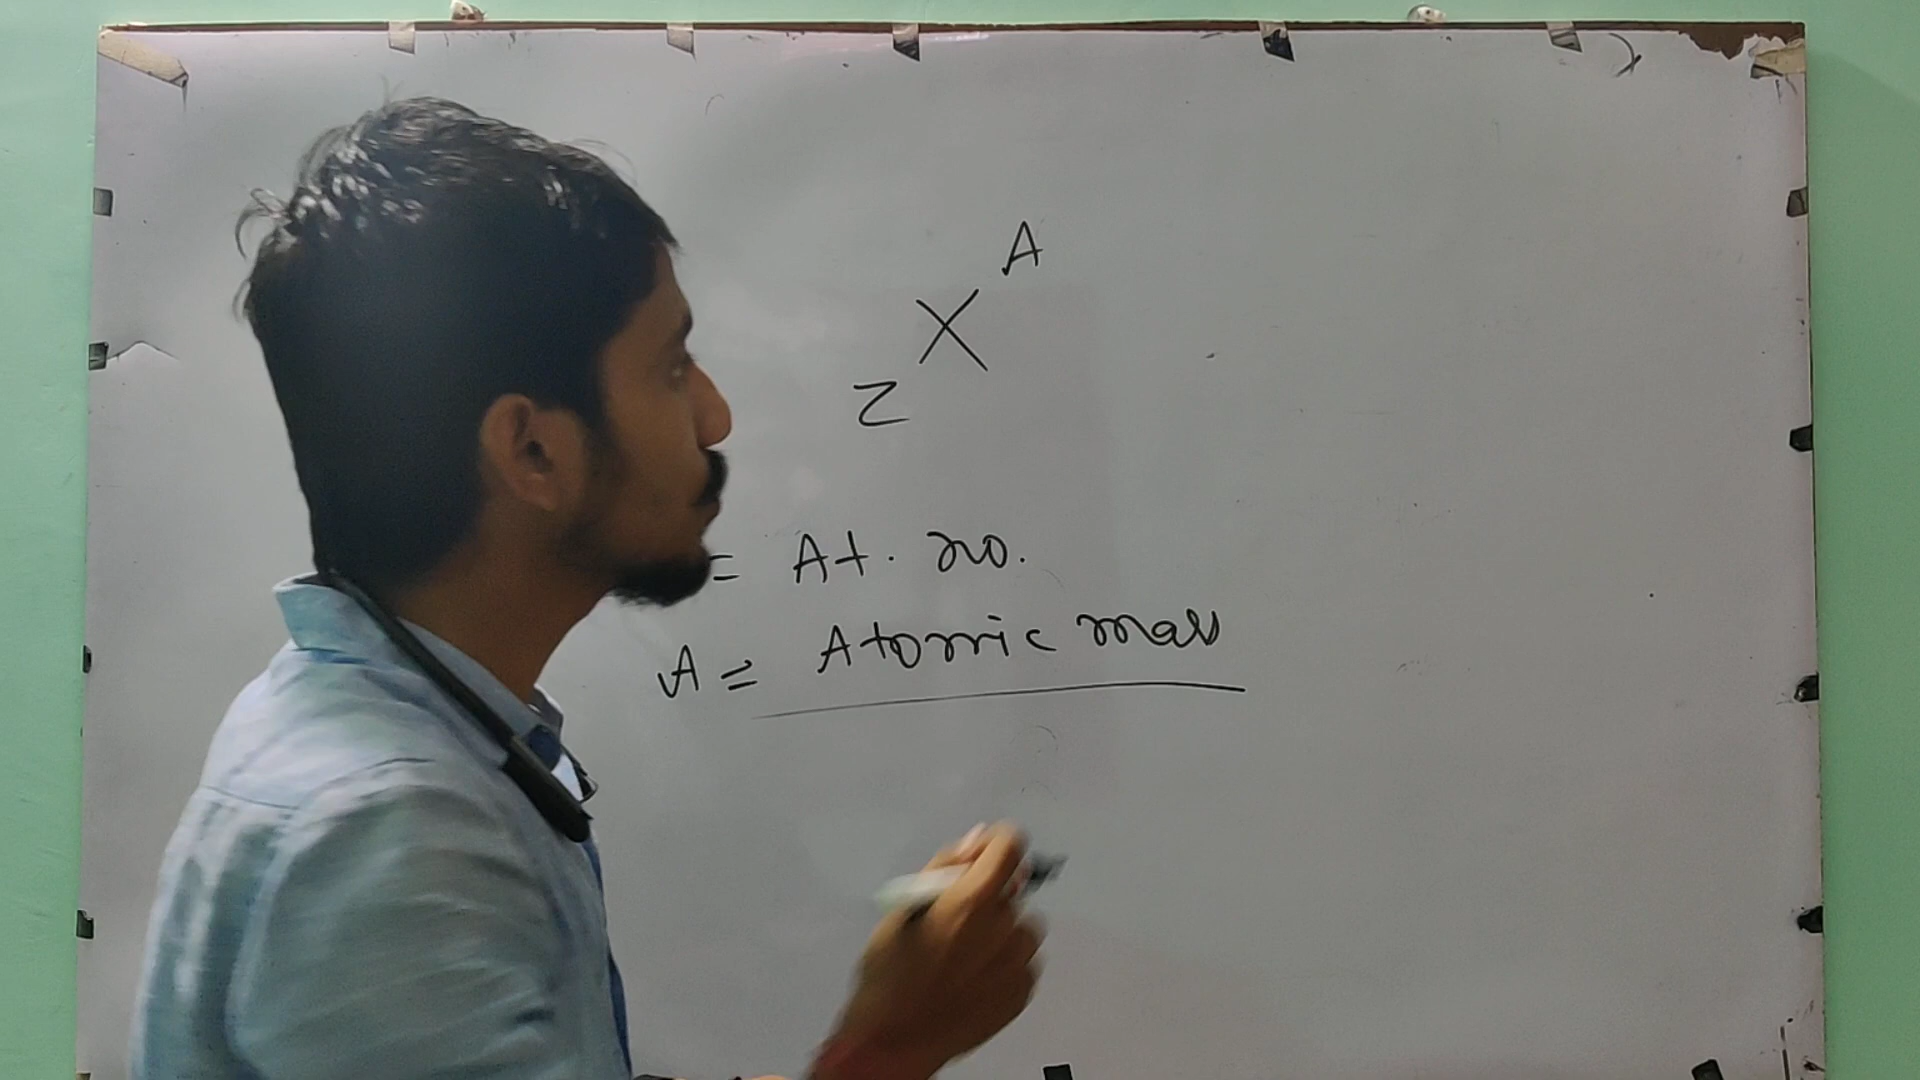 A
X
Z
= At. no.
A = Atomic mass